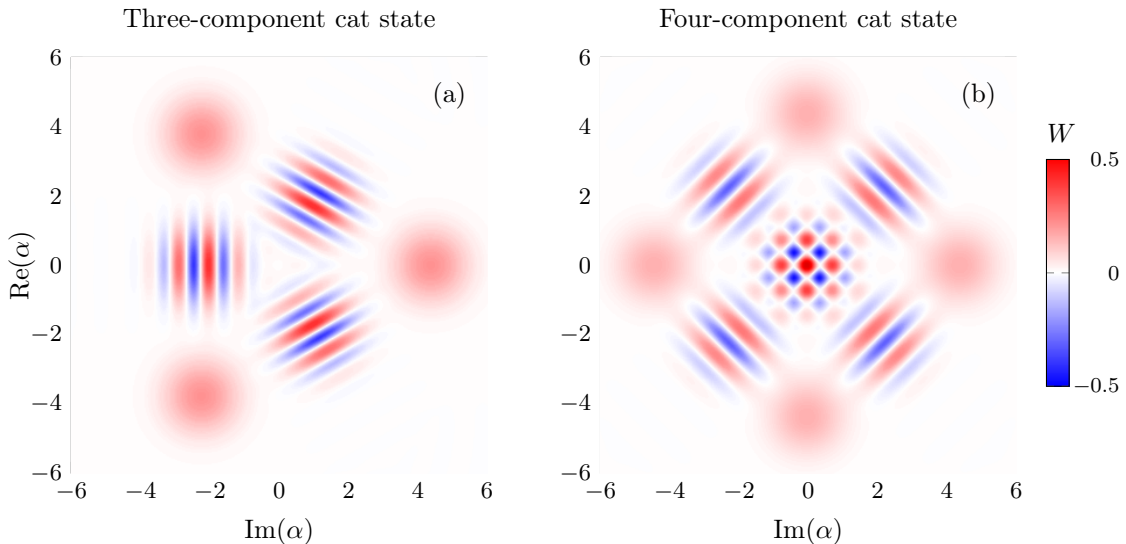 Three-component cat state
Four-component cat state
6
4
2
0
−2
−4
−6
Re(α)
(a)
−6 −4 −2 0 2 4 6
Im(α)
6
4
2
0
−2
−4
−6
(b)
−6 −4 −2 0 2 4 6
Im(α)
W
0.5
0
−0.5